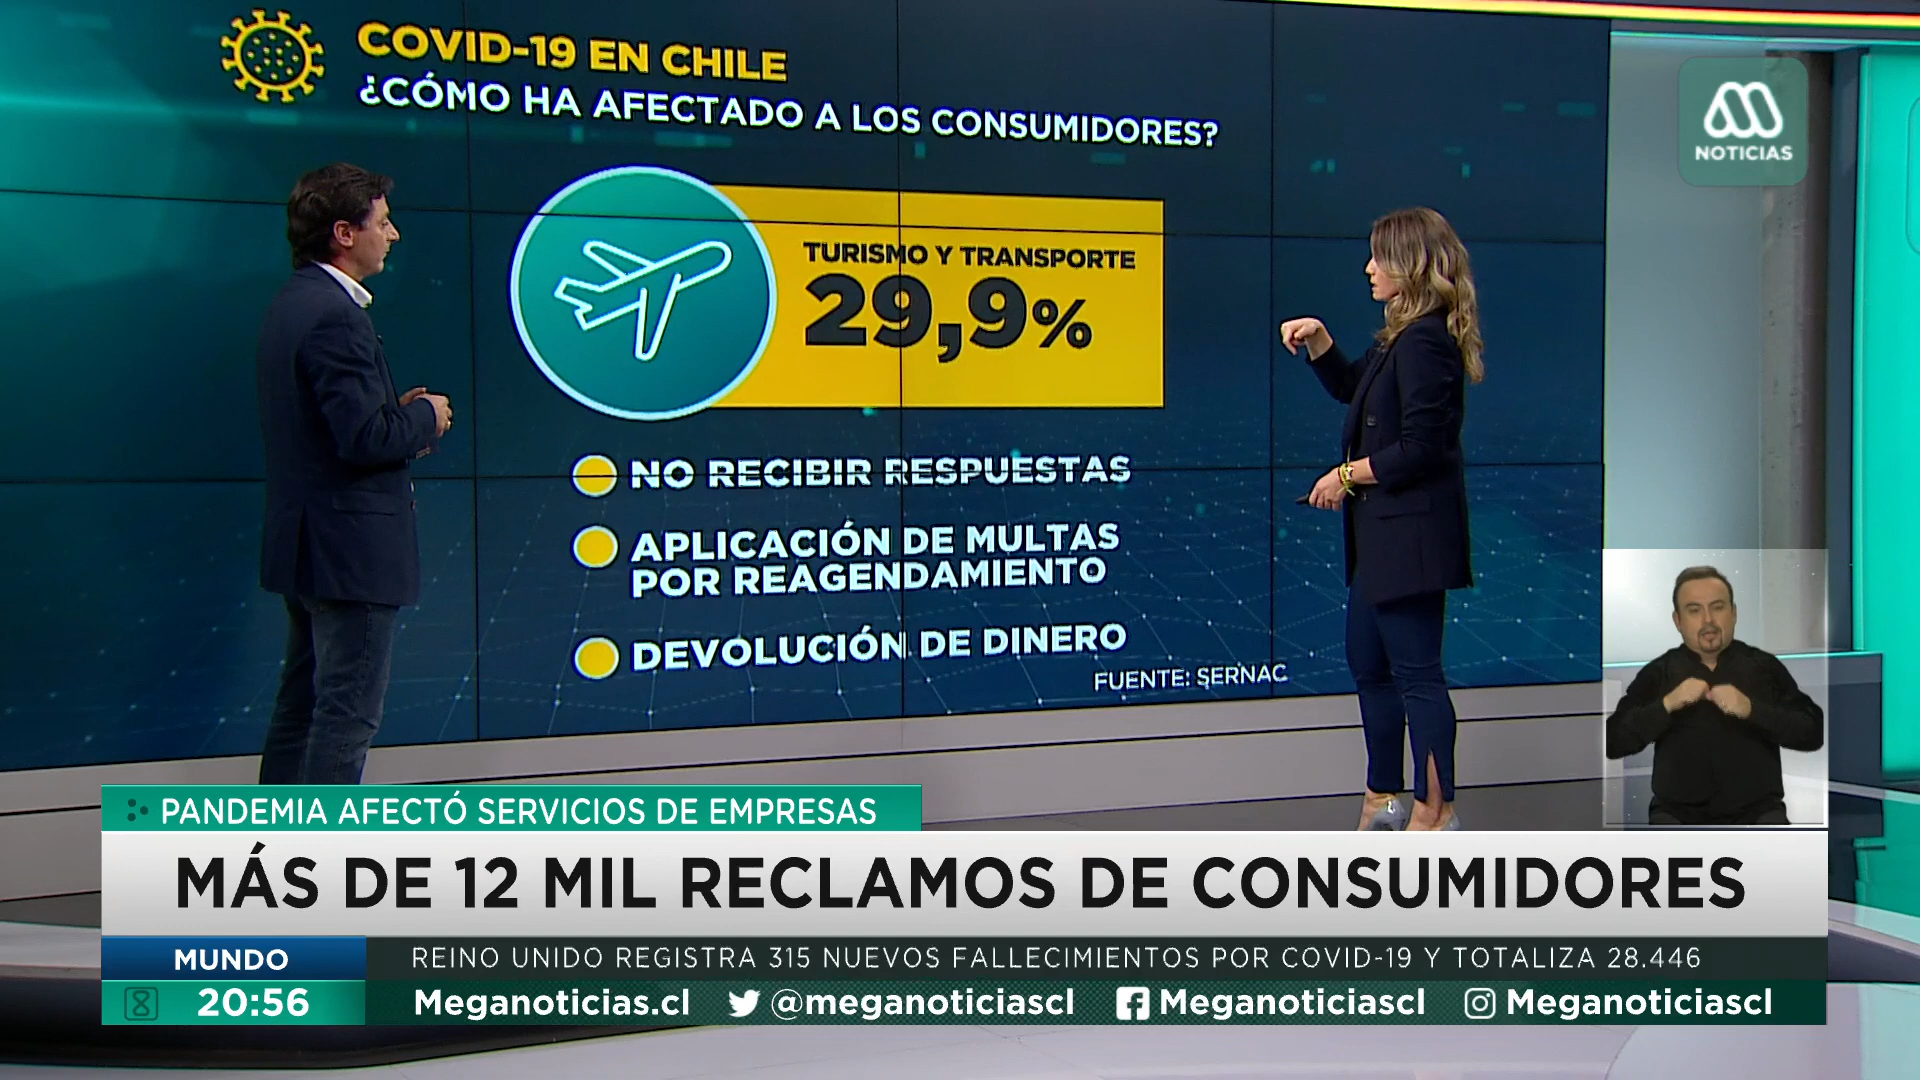 COVID-19 EN CHILE
¿CÓMO HA AFECTADO A LOS CONSUMIDORES?
NOTICIAS
TURISMO Y TRANSPORTE
29,9%
NO RECIBIR RESPUESTAS
APLICACIÓN DE MULTAS
POR REAGENDAMIENTO
DEVOLUCIÓN DE DINERO
FUENTE: SERNAC
PANDEMIA AFECTÓ SERVICIOS DE EMPRESAS
MÁS DE 12 MIL RECLAMOS DE CONSUMIDORES
MUNDO
REINO UNIDO REGISTRA 315 NUEVOS FALLECIMIENTOS POR COVID-19 Y TOTALIZA 28.446
20:56
Meganoticias.cl @meganoticiascl Meganoticiascl Meganoticiascl